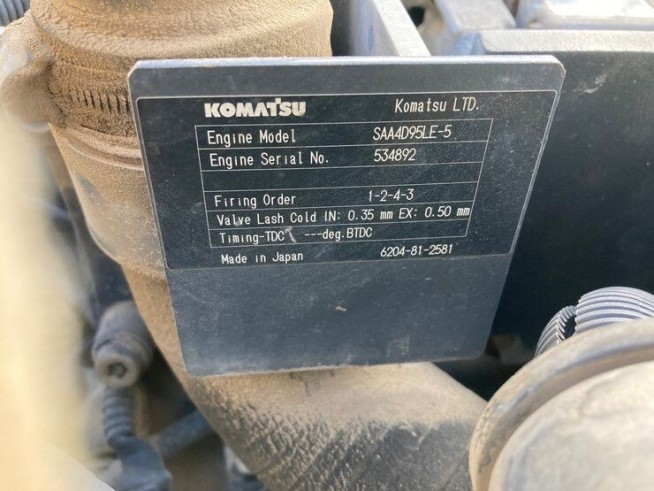 KOMATSU Komatsu LTD.
Engine Model SAA4D95LE-5
Engine Serial No. 534892
Firing Order 1-2-4-3
Valve Lash Cold IN: 0.35 mm EX: 0.50 mm
Timing-TDC ---deg.BTDC
Made in Japan 6204-81-2581